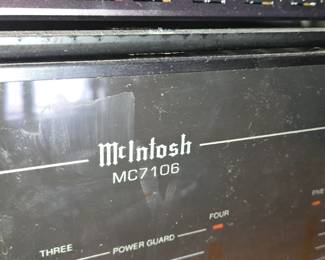 McIntosh
MC7106
FOUR
THREE
POWER GUARD